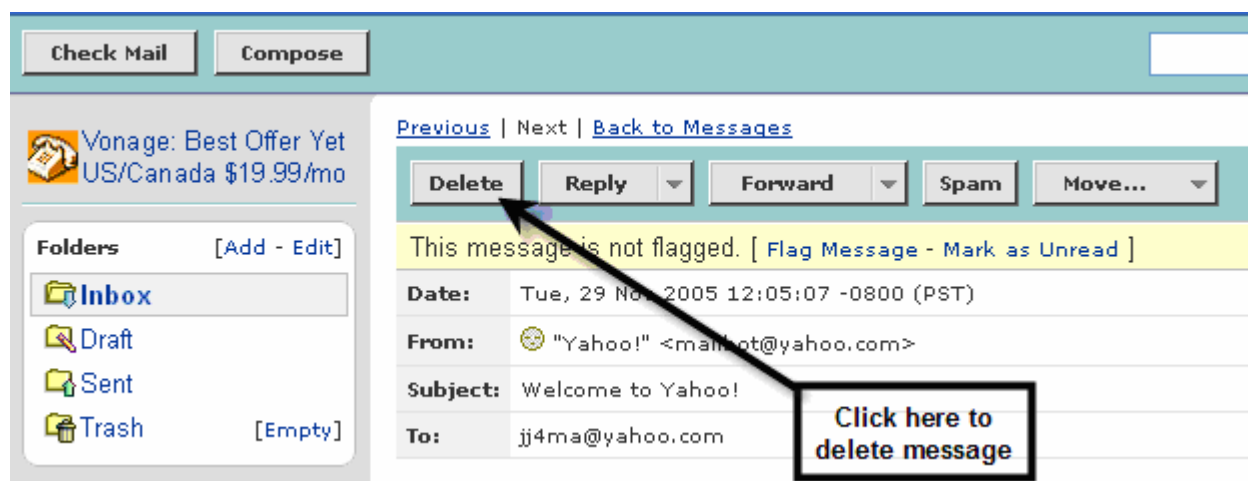 Check Mail Compose
Vonage: Best Offer Yet
US/Canada $19.99/mo
Folders [Add - Edit]
Inbox
Draft
Sent
Trash [Empty]
Previous | Next | Back to Messages
Delete Reply Forward Spam Move...
This message is not flagged. [ Flag Message - Mark as Unread ]
Date: Tue, 29 Nov 2005 12:05:07 -0800 (PST)
From: "Yahoo!" <mailbot@yahoo.com>
Subject: Welcome to Yahoo!
To: jj4ma@yahoo.com
Click here to
delete message